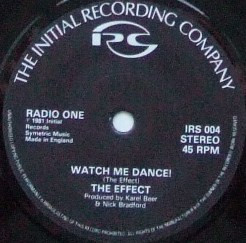 THE INITIAL RECORDING COMPANY
IRC
RADIO ONE
℗ 1981 Initial
Records
Symetric Music
Made in England
IRS 004
STEREO
45 RPM
WATCH ME DANCE!
(The Effect)
THE EFFECT
Produced by Karel Beer
& Nick Bradford